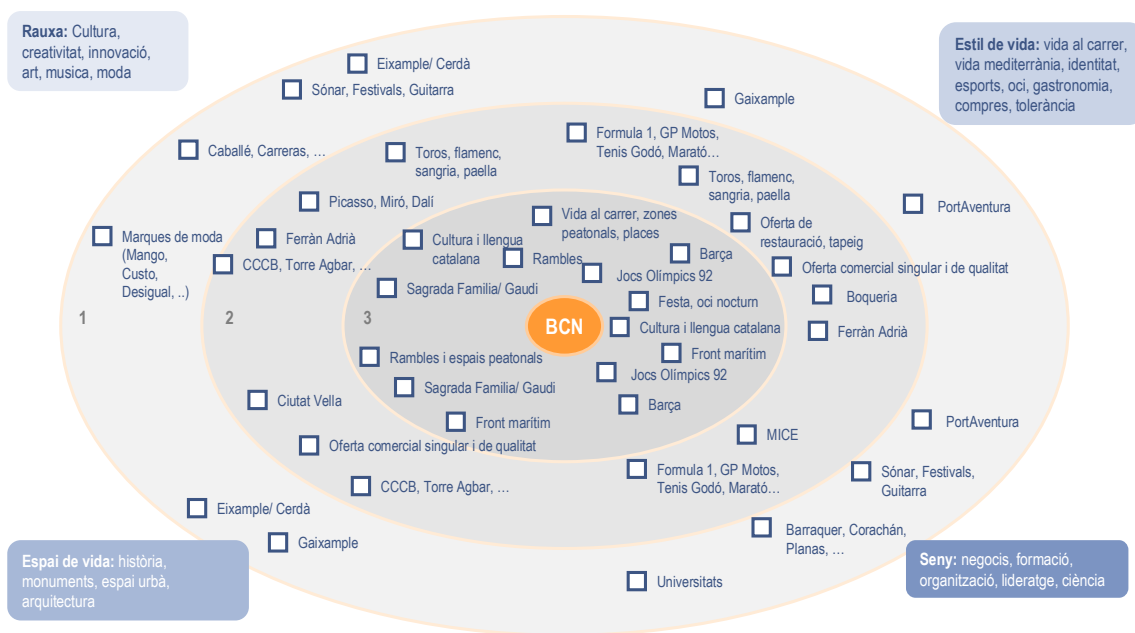 Rauxa: Cultura,
creativitat, innovació,
art, musica, moda
Estil de vida: vida al carrer,
vida mediterrània, identitat,
esports, oci, gastronomia,
compres, tolerància
Eixample/ Cerdà
Sónar, Festivals, Guitarra
Gaixample
Caballé, Carreras, …
Toros, flamenc,
sangria, paella
Formula 1, GP Motos,
Tenis Godó, Marató…
Toros, flamenc,
sangria, paella
Picasso, Miró, Dalí
PortAventura
Marques de moda
(Mango,
Custo,
Desigual, ..)
Ferràn Adrià
CCCB, Torre Agbar, …
Cultura i llengua
catalana
Vida al carrer, zones
peatonals, places
Rambles
Barça
Oferta de
restauració, tapeig
Jocs Olímpics 92
Oferta comercial singular i de qualitat
Sagrada Familia/ Gaudi
Festa, oci nocturn
Boqueria
1
2
3
BCN
Cultura i llengua catalana
Ferràn Adrià
Rambles i espais peatonals
Front marítim
Jocs Olímpics 92
Sagrada Familia/ Gaudi
Barça
Ciutat Vella
Front marítim
PortAventura
Oferta comercial singular i de qualitat
MICE
CCCB, Torre Agbar, …
Formula 1, GP Motos,
Tenis Godó, Marató…
Sónar, Festivals,
Guitarra
Eixample/ Cerdà
Gaixample
Barraquer, Corachán,
Planas, …
Universitats
Espai de vida: història,
monuments, espai urbà,
arquitectura
Seny: negocis, formació,
organització, lideratge, ciència